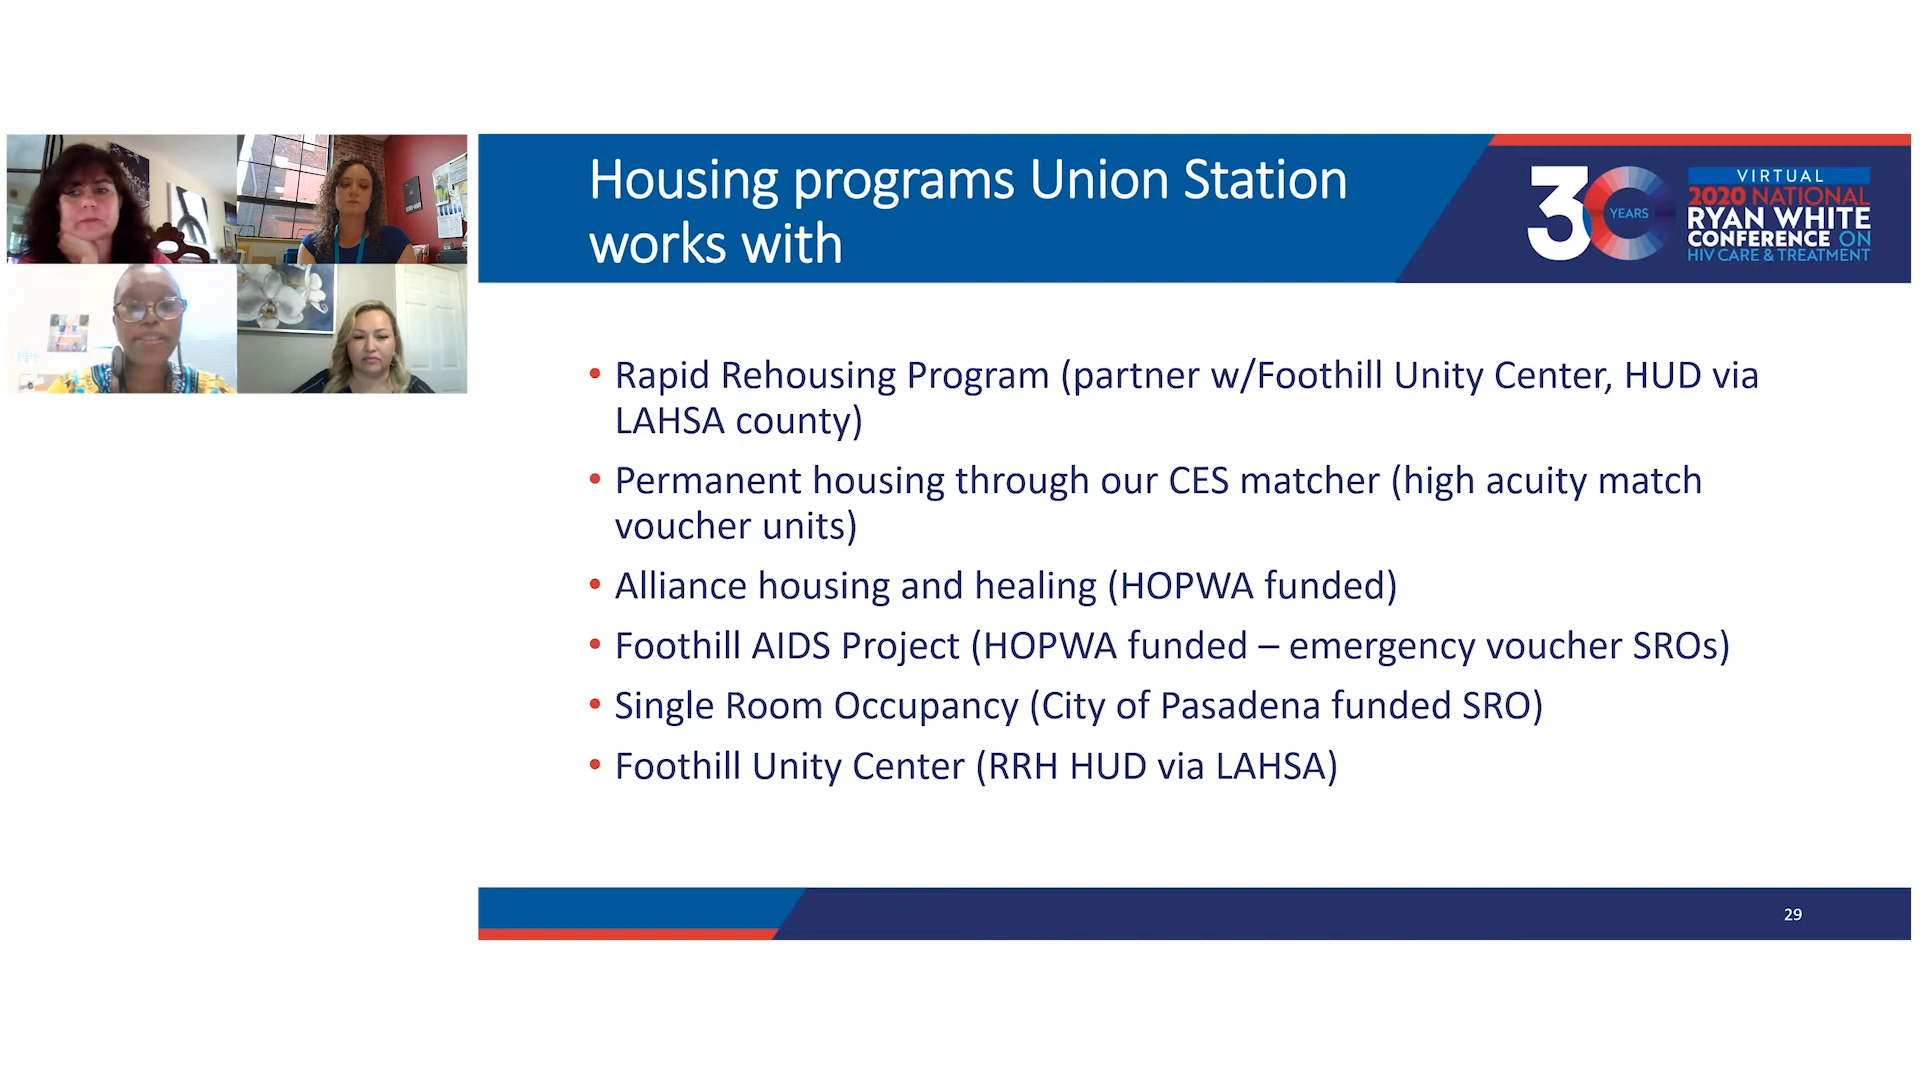 Housing programs Union Station
works with
30
YEARS
VIRTUAL
2020 NATIONAL
RYAN WHITE
CONFERENCE ON
HIV CARE & TREATMENT
• Rapid Rehousing Program (partner w/Foothill Unity Center, HUD via
LAHSA county)
• Permanent housing through our CES matcher (high acuity match
voucher units)
• Alliance housing and healing (HOPWA funded)
• Foothill AIDS Project (HOPWA funded – emergency voucher SROs)
• Single Room Occupancy (City of Pasadena funded SRO)
• Foothill Unity Center (RRH HUD via LAHSA)
29